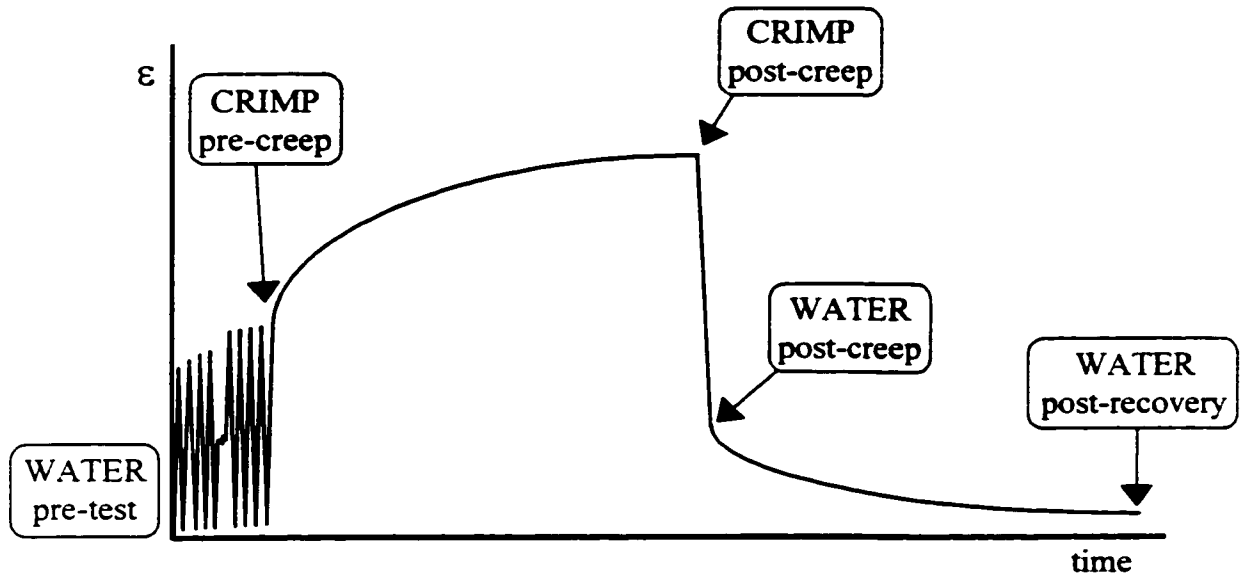 ε
CRIMP
pre-creep
CRIMP
post-creep
WATER
post-creep
WATER
post-recovery
WATER
pre-test
time